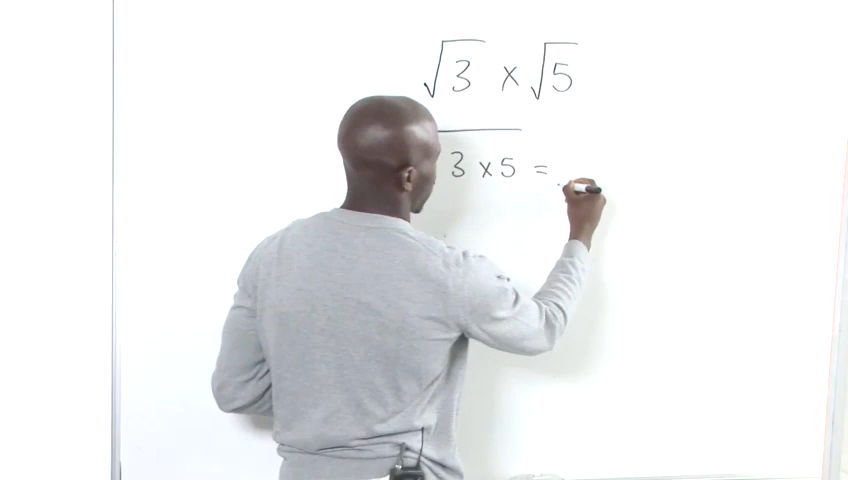 √3 x √5
√3 x 5 =